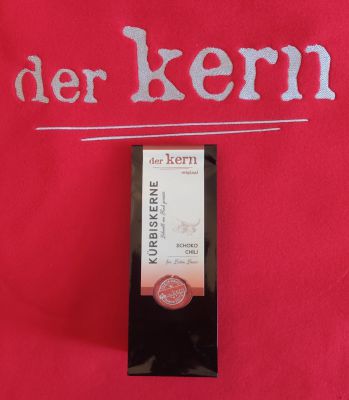 der kern
der kern
original
KÜRBISKERNE
SCHOKO
CHILI